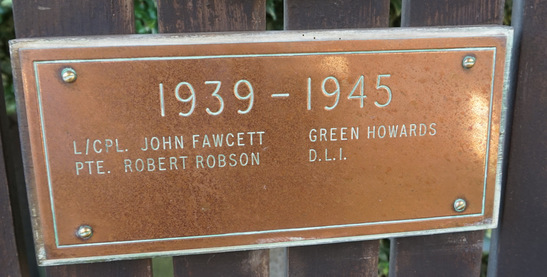 1939 - 1945
L/CPL. JOHN FAWCETT GREEN HOWARDS
PTE. ROBERT ROBSON D.L.I.